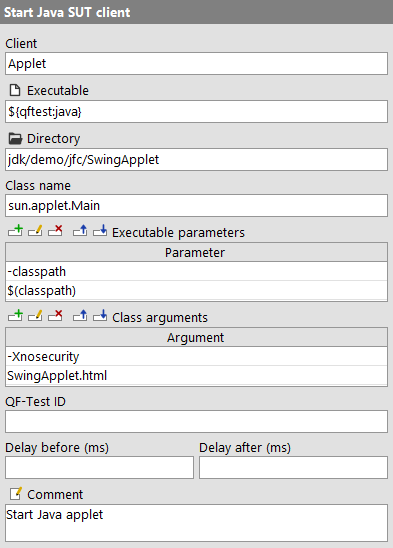 Start Java SUT client
Client
Applet
Executable
${qftest:java}
Directory
jdk/demo/jfc/SwingApplet
Class name
sun.applet.Main
Executable parameters
Parameter
-classpath
$(classpath)
Class arguments
Argument
-Xnosecurity
SwingApplet.html
QF-Test ID
Delay before (ms) Delay after (ms)
Comment
Start Java applet